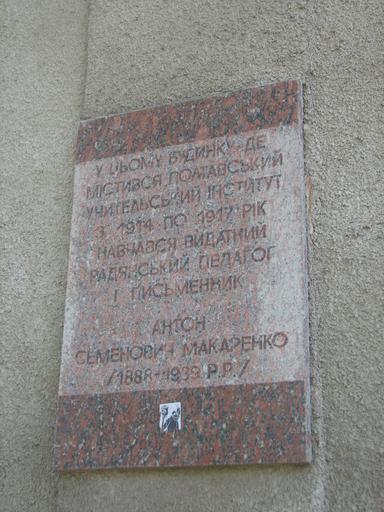 У ЦЬОМУ БУДИНКУ, ДЕ
МІСТИВСЯ ПОЛТАВСЬКИЙ
УЧИТЕЛЬСЬКИЙ ІНСТИТУТ
З 1914 ПО 1917 РІК
НАВЧАВСЯ ВИДАТНИЙ
РАДЯНСЬКИЙ ПЕДАГОГ
І ПИСЬМЕННИК
АНТОН
СЕМЕНОВИЧ МАКАРЕНКО
/1888-1939 Р.Р./